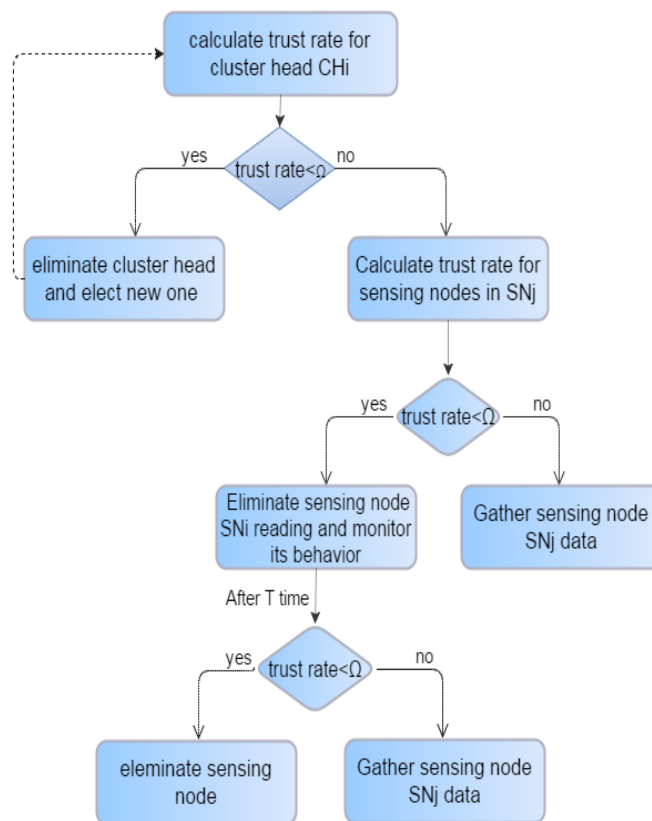 calculate trust rate for
cluster head CHi
yes
trust rate<Ω
no
eliminate cluster head
and elect new one
Calculate trust rate for
sensing nodes in SNj
yes
trust rate<Ω
no
Eliminate sensing node
SNi reading and monitor
its behavior
Gather sensing node
SNj data
After T time
yes
trust rate<Ω
no
eleminate sensing
node
Gather sensing node
SNj data